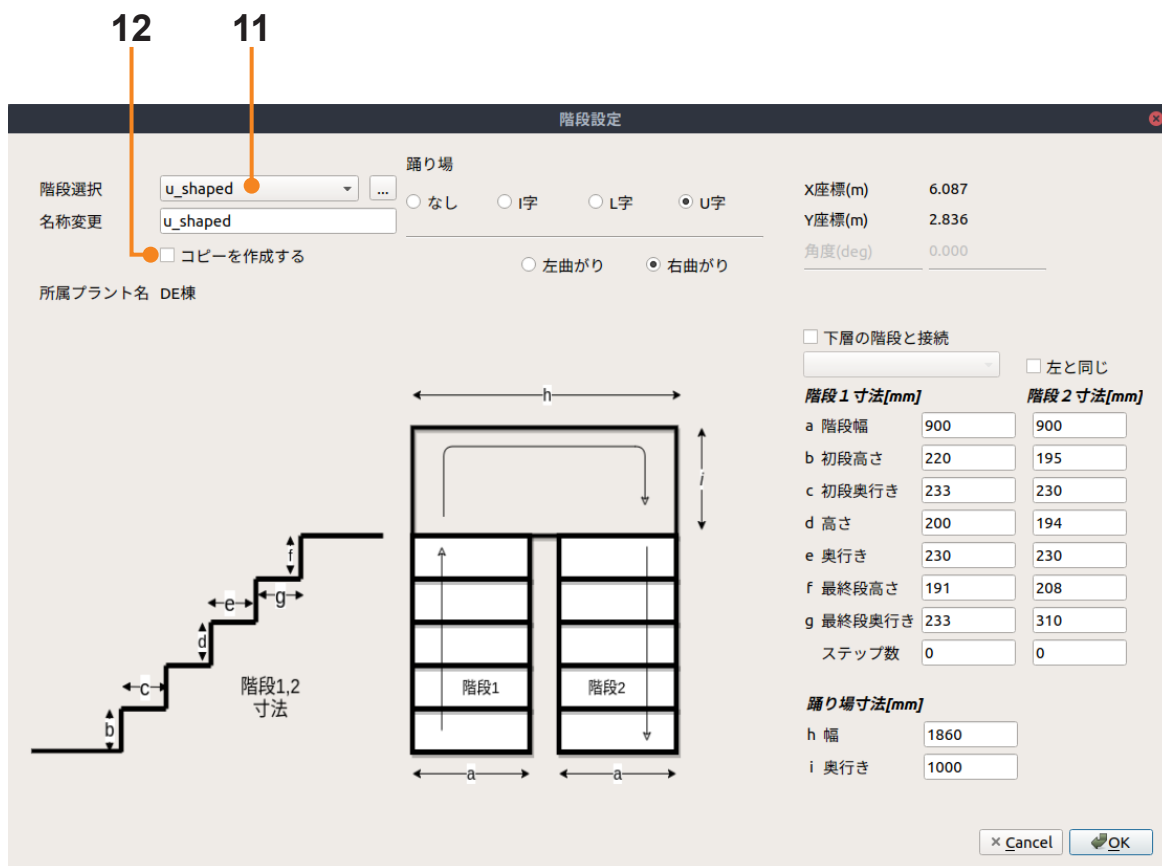 12 11
階段設定
階段選択 u_shaped ...
名称変更 u_shaped
コピーを作成する
所属プラント名 DE棟
踊り場
なし I字 L字 U字
左曲がり 右曲がり
X座標(m) 6.087
Y座標(m) 2.836
角度(deg) 0.000
下層の階段と接続
左と同じ
階段1寸法[mm] 階段2寸法[mm]
a 階段幅 900 900
b 初段高さ 220 195
c 初段奥行き 233 230
d 高さ 200 194
e 奥行き 230 230
f 最終段高さ 191 208
g 最終段奥行き 233 310
ステップ数 0 0
踊り場寸法[mm]
h 幅 1860
i 奥行き 1000
h
i
f
g
e
d
c
b
階段1,2
寸法
階段1 階段2
a a
Cancel OK